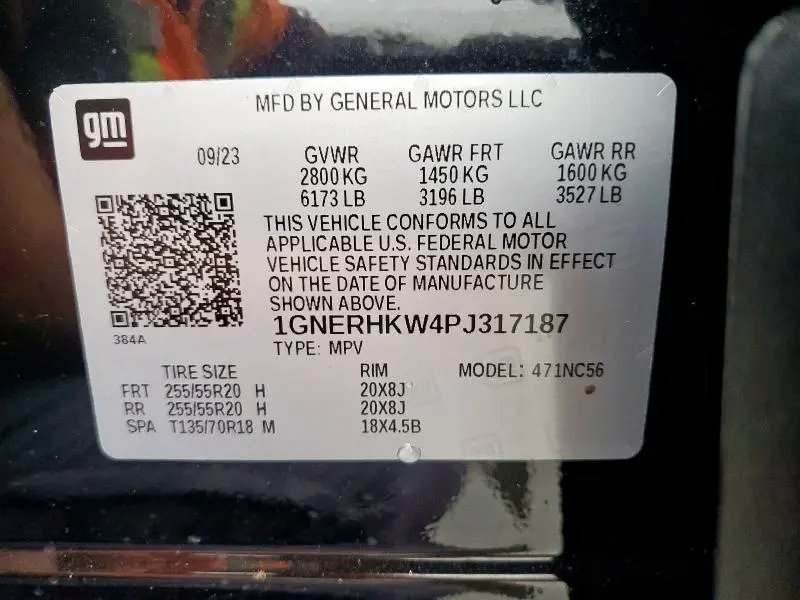 MFD BY GENERAL MOTORS LLC
gm
09/23 GVWR GAWR FRT GAWR RR
2800 KG 1450 KG 1600 KG
6173 LB 3196 LB 3527 LB
THIS VEHICLE CONFORMS TO ALL
APPLICABLE U.S. FEDERAL MOTOR
VEHICLE SAFETY STANDARDS IN EFFECT
ON THE DATE OF MANUFACTURE
SHOWN ABOVE.
1GNERHKW4PJ317187
384A
TYPE: MPV
TIRE SIZE RIM MODEL: 471NC56
FRT 255/55R20 H 20X8J
RR 255/55R20 H 20X8J
SPA T135/70R18 M 18X4.5B